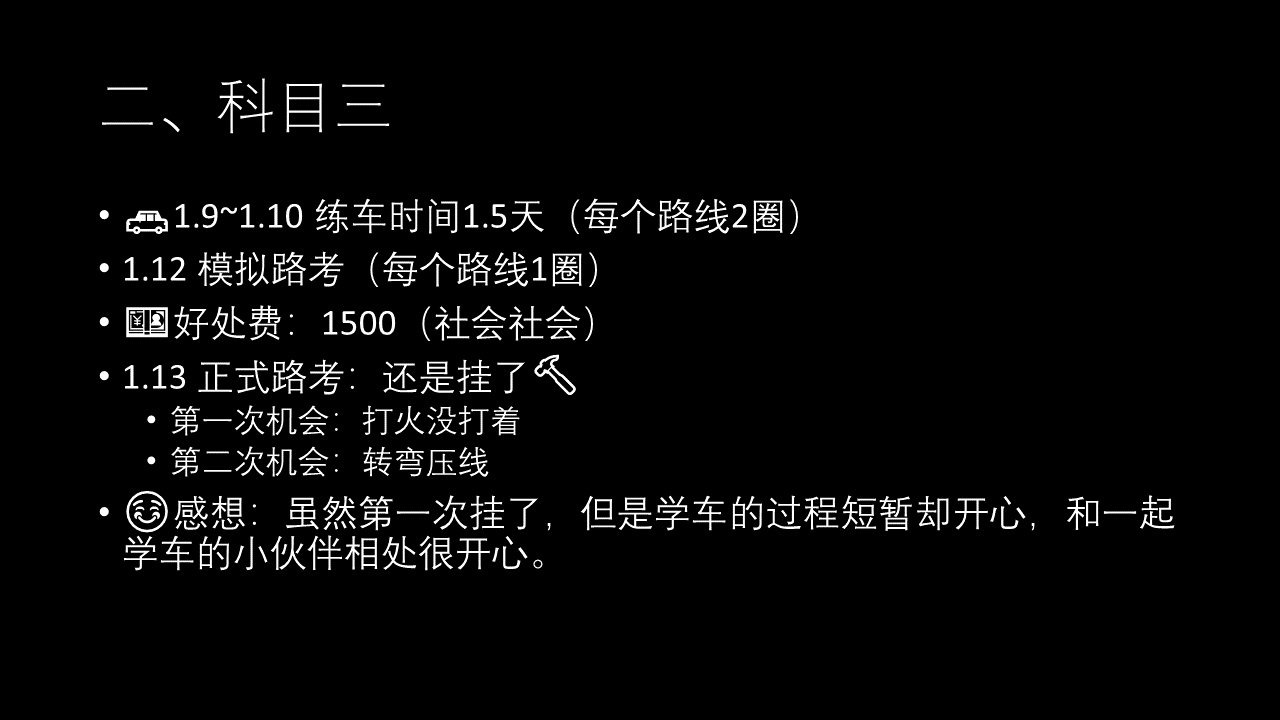 二、科目三
• 🚗1.9~1.10 练车时间1.5天（每个路线2圈）
• 1.12 模拟路考（每个路线1圈）
• 💴好处费：1500（社会社会）
• 1.13 正式路考：还是挂了🔨
• 第一次机会：打火没打着
• 第二次机会：转弯压线
• 😊感想：虽然第一次挂了，但是学车的过程短暂却开心，和一起
学车的小伙伴相处很开心。